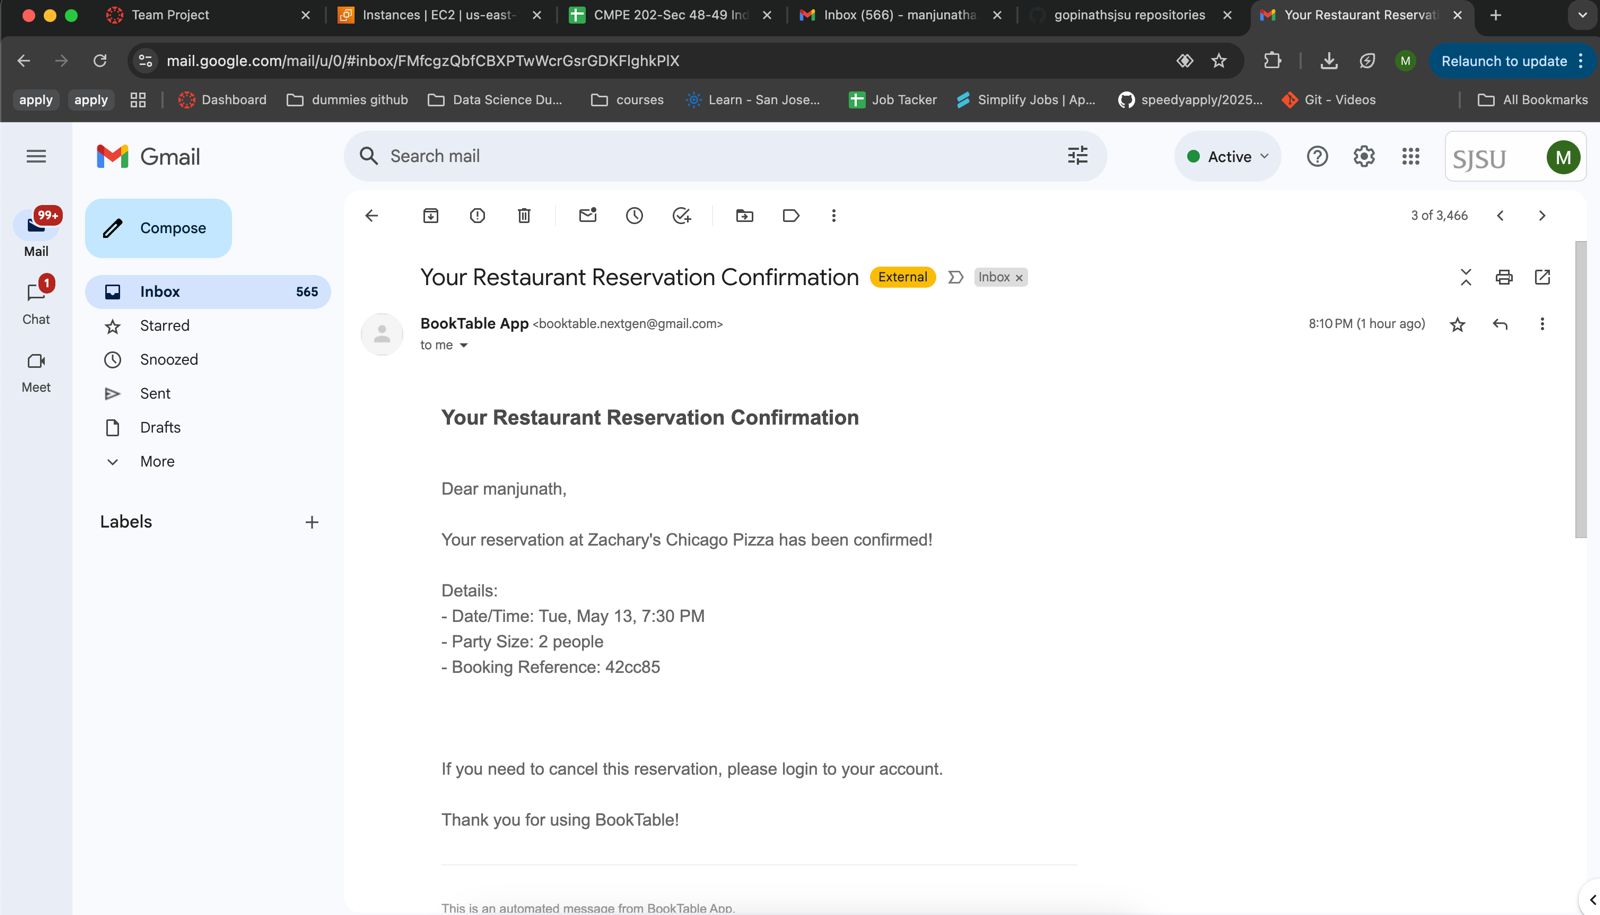 Team Project
Instances | EC2 | us-east-
CMPE 202-Sec 48-49 Ind
Inbox (566) - manjunatha
gopinathsjsu repositories
Your Restaurant Reservati
mail.google.com/mail/u/0/#inbox/FMfcgzQbfCBXPTwWcrGsrGDKFlghkPlX
M
Relaunch to update
apply
apply
Dashboard
dummies github
Data Science Du...
courses
Learn - San Jose...
Job Tacker
Simplify Jobs | Ap...
speedyapply/2025...
Git - Videos
All Bookmarks
Gmail
Search mail
Active
SJSU
M
99+
Mail
1
Chat
Meet
Compose
Inbox 565
Starred
Snoozed
Sent
Drafts
More
Labels
3 of 3,466
Your Restaurant Reservation Confirmation
External
Inbox
BookTable App <booktable.nextgen@gmail.com>
8:10 PM (1 hour ago)
to me
Your Restaurant Reservation Confirmation
Dear manjunath,
Your reservation at Zachary's Chicago Pizza has been confirmed!
Details:
- Date/Time: Tue, May 13, 7:30 PM
- Party Size: 2 people
- Booking Reference: 42cc85
If you need to cancel this reservation, please login to your account.
Thank you for using BookTable!
This is an automated message from BookTable App.